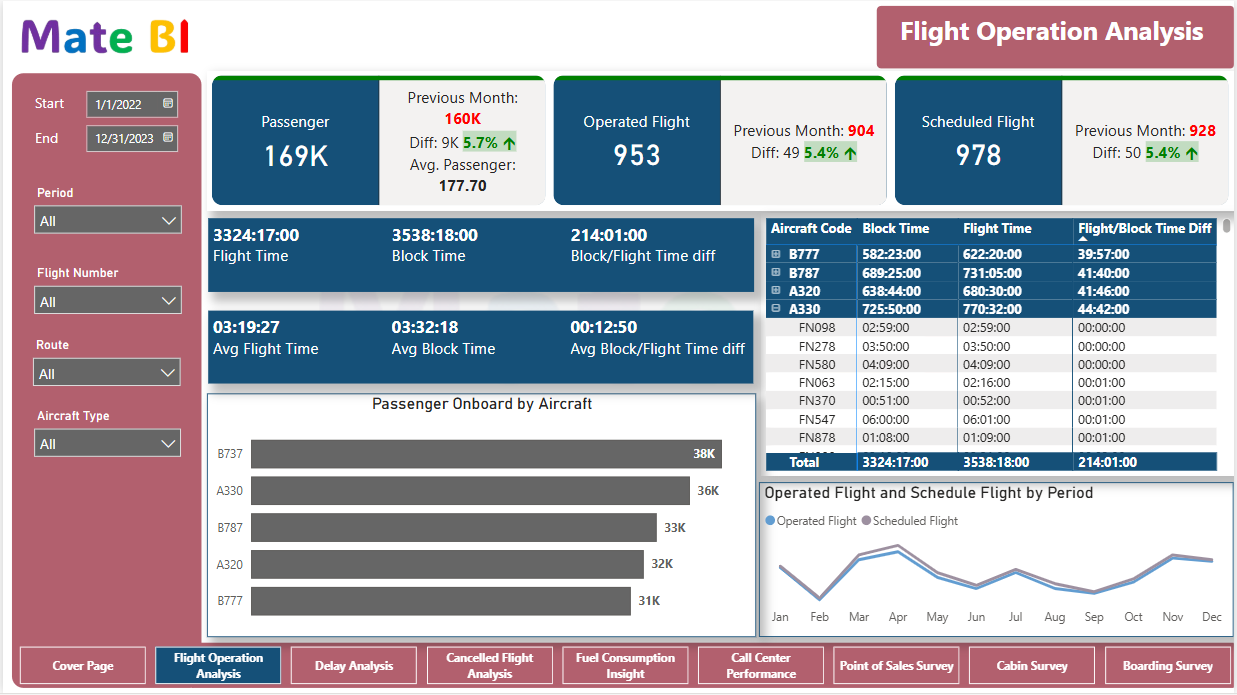 Mate BI
Flight Operation Analysis
Start
1/1/2022
End
12/31/2023
Period
All
Flight Number
All
Route
All
Aircraft Type
All
Passenger
169K
Previous Month:
160K
Diff: 9K 5.7% ↑
Avg. Passenger:
177.70
Operated Flight
953
Previous Month: 904
Diff: 49 5.4% ↑
Scheduled Flight
978
Previous Month: 928
Diff: 50 5.4% ↑
3324:17:00 3538:18:00 214:01:00
Flight Time Block Time Block/Flight Time diff
03:19:27 03:32:18 00:12:50
Avg Flight Time Avg Block Time Avg Block/Flight Time diff
Aircraft Code Block Time Flight Time Flight/Block Time Diff
B777 582:23:00 622:20:00 39:57:00
B787 689:25:00 731:05:00 41:40:00
A320 638:44:00 680:30:00 41:46:00
A330 725:50:00 770:32:00 44:42:00
FN098 02:59:00 02:59:00 00:00:00
FN278 03:50:00 03:50:00 00:00:00
FN580 04:09:00 04:09:00 00:00:00
FN063 02:15:00 02:16:00 00:01:00
FN370 00:51:00 00:52:00 00:01:00
FN547 06:00:00 06:01:00 00:01:00
FN878 01:08:00 01:09:00 00:01:00
Total 3324:17:00 3538:18:00 214:01:00
Passenger Onboard by Aircraft
B737 38K
A330 36K
B787 33K
A320 32K
B777 31K
Operated Flight and Schedule Flight by Period
Operated Flight Scheduled Flight
Jan Feb Mar Apr May Jun Jul Aug Sep Oct Nov Dec
Cover Page
Flight Operation
Analysis
Delay Analysis
Cancelled Flight
Analysis
Fuel Consumption
Insight
Call Center
Performance
Point of Sales Survey
Cabin Survey
Boarding Survey